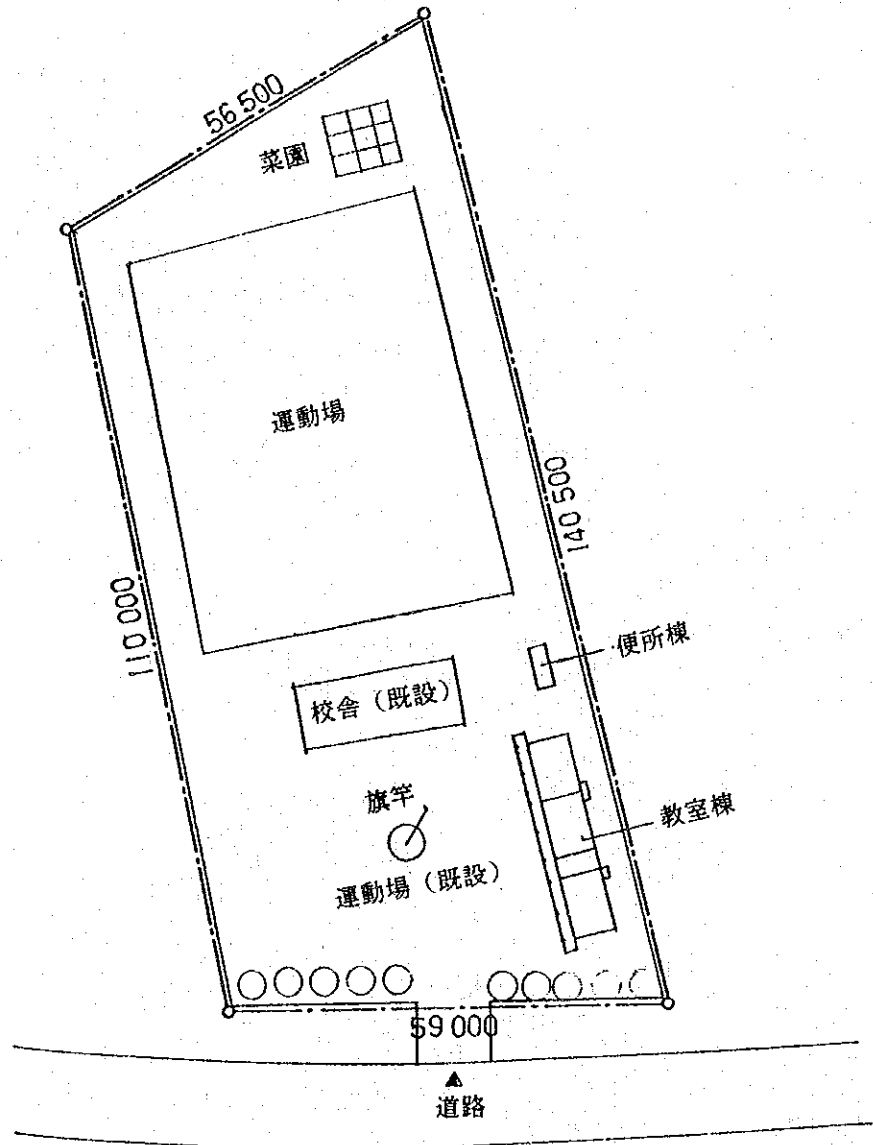 56 500
菜園
運動場
140 500
110 000
便所棟
校舎（既設）
旗竿
教室棟
運動場（既設）
59 000
道路